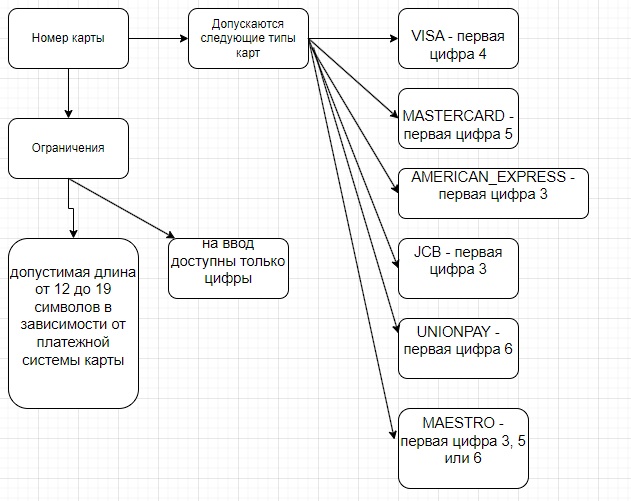 Номер карты
Допускаются
следующие типы
карт
VISA - первая
цифра 4
MASTERCARD -
первая цифра 5
AMERICAN_EXPRESS -
первая цифра 3
JCB - первая
цифра 3
UNIONPAY -
первая цифра 6
MAESTRO -
первая цифра 3, 5
или 6
Ограничения
допустимая длина
от 12 до 19
символов в
зависимости от
платежной
системы карты
на ввод
доступны только
цифры